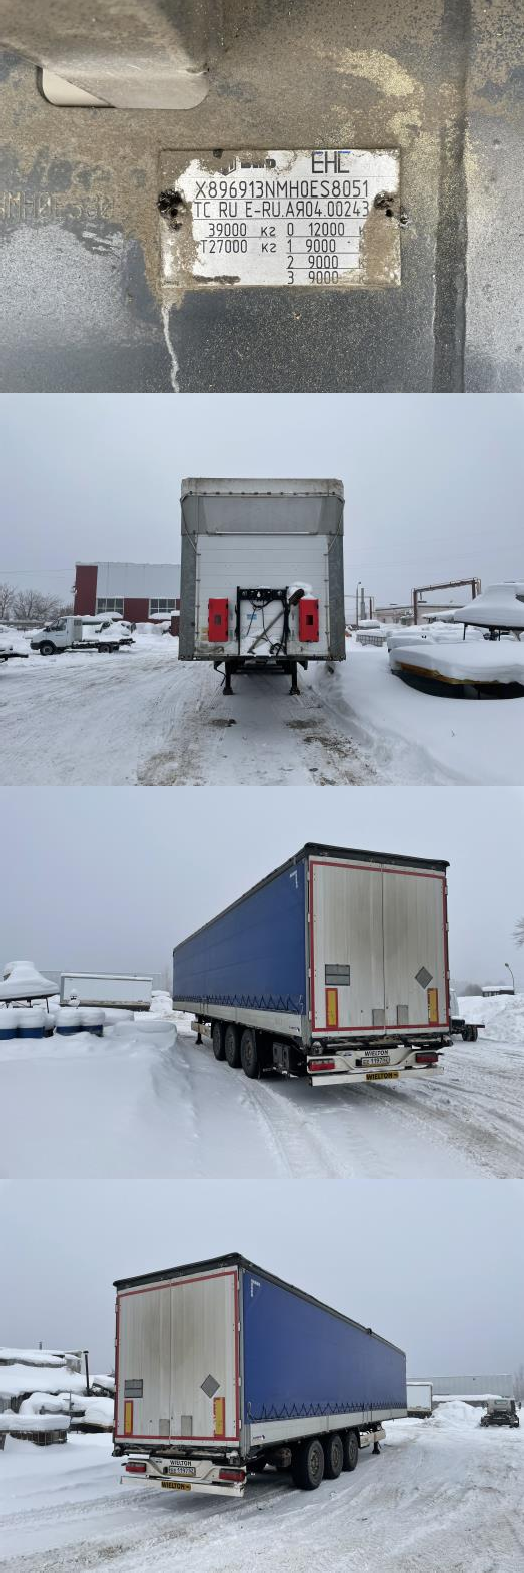 EAC
X896913NMH0ES8051
TC RU E-RU.АЯ04.00243
39000 кг 0 12000 к
T27000 кг 1 9000
2 9000
3 9000 к
WIELTON
WIELTON
WIELTON
WIELTON